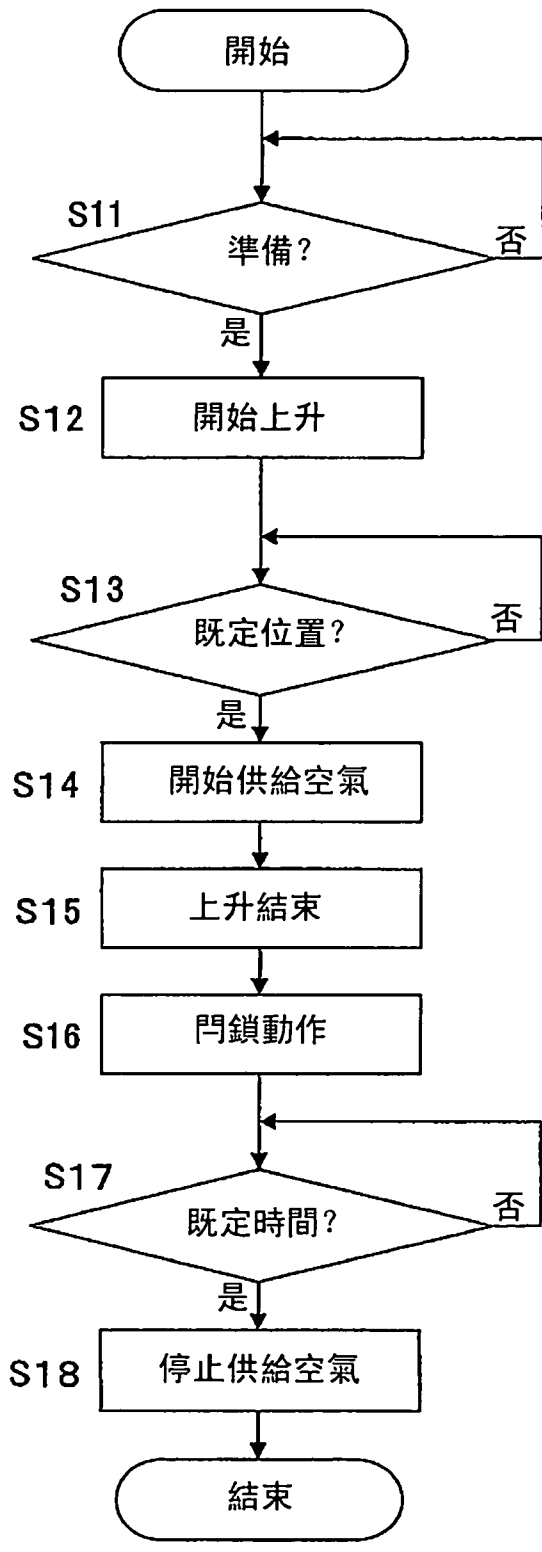 開始
S11
準備?
否
是
S12
開始上升
S13
既定位置?
否
是
S14
開始供給空氣
S15
上升結束
S16
閂鎖動作
S17
既定時間?
否
是
S18
停止供給空氣
結束